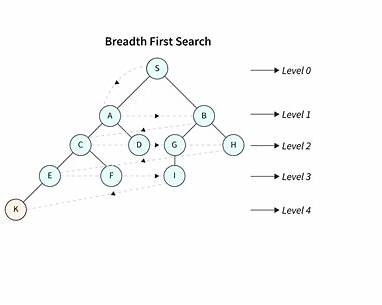 Breadth First Search
S
Level 0
A
B
Level 1
C
D
G
H
Level 2
E
F
I
Level 3
K
Level 4